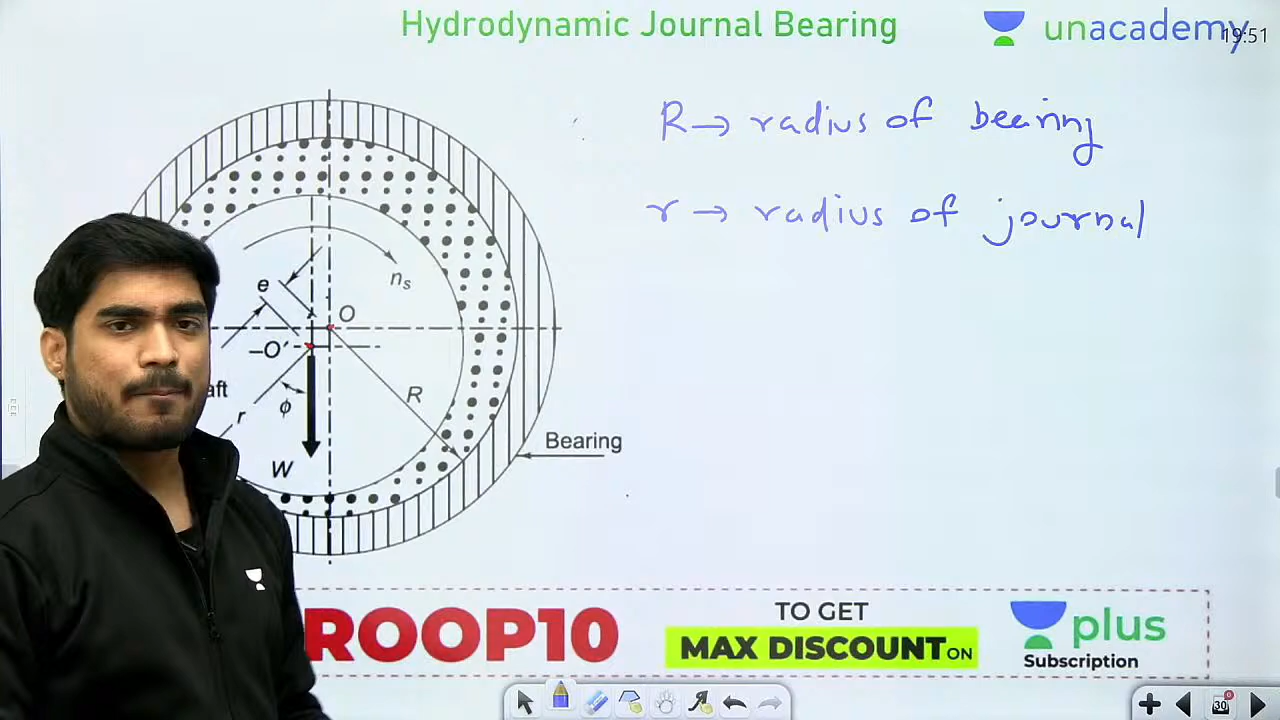 Hydrodynamic Journal Bearing
unacademy
19:51
R → radius of bearing
r → radius of journal
e
n_s
O
–O'
R
r
ϕ
W
Bearing
ROOP10
TO GET
MAX DISCOUNT ON
plus
Subscription
30